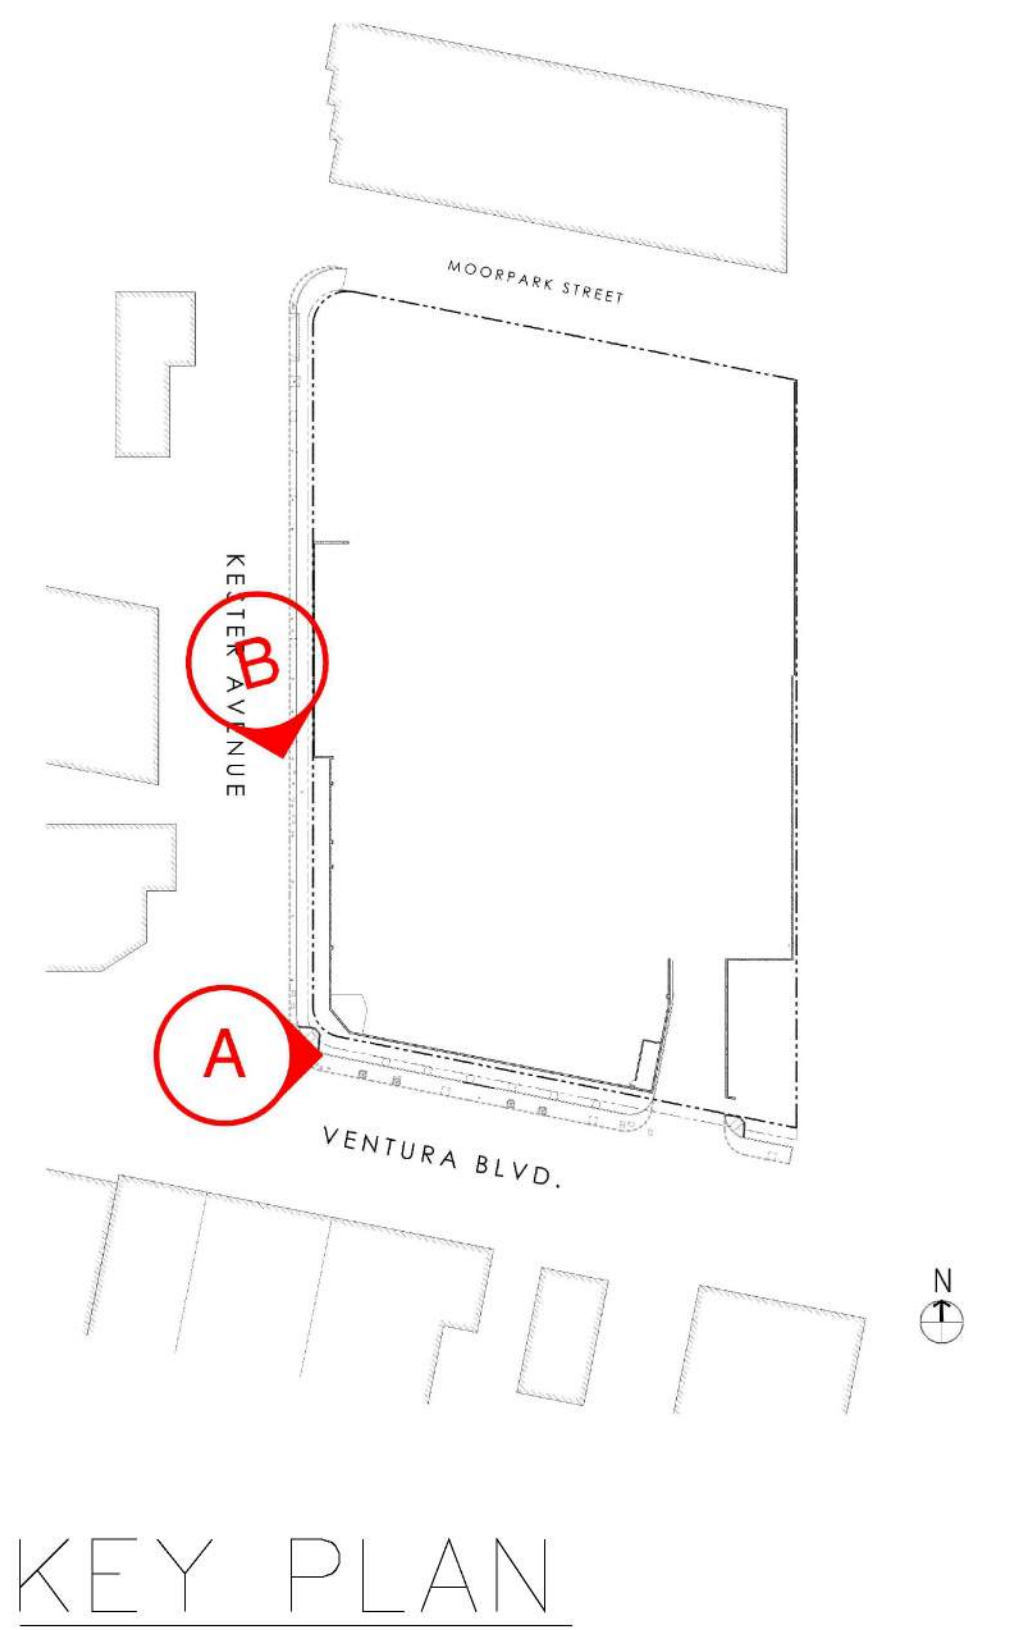 MOORPARK STREET
KESTER AVENUE
B
A
VENTURA BLVD.
N
KEY PLAN